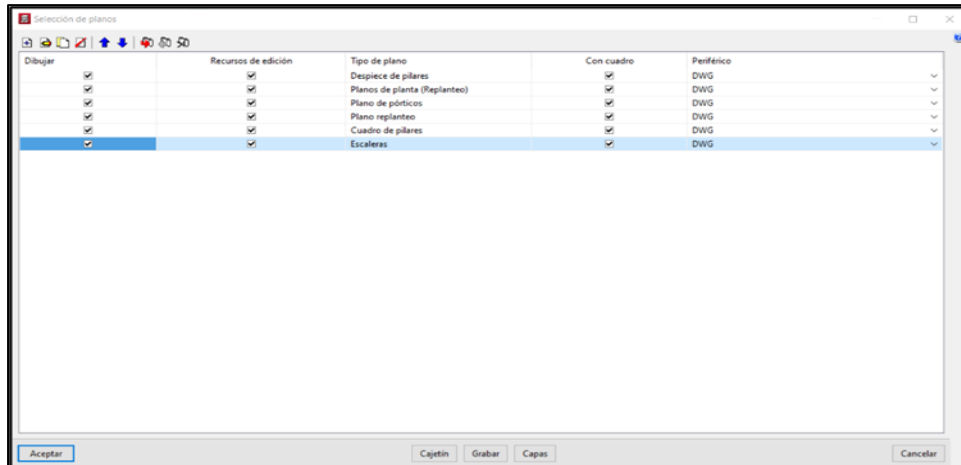 Selección de planos
Dibujar Recursos de edición Tipo de plano Con cuadro Periférico
Despiece de pilares DWG
Planos de planta (Replanteo) DWG
Plano de pórticos DWG
Plano replanteo DWG
Cuadro de pilares DWG
Escaleras DWG
Aceptar Cajetín Grabar Capas Cancelar